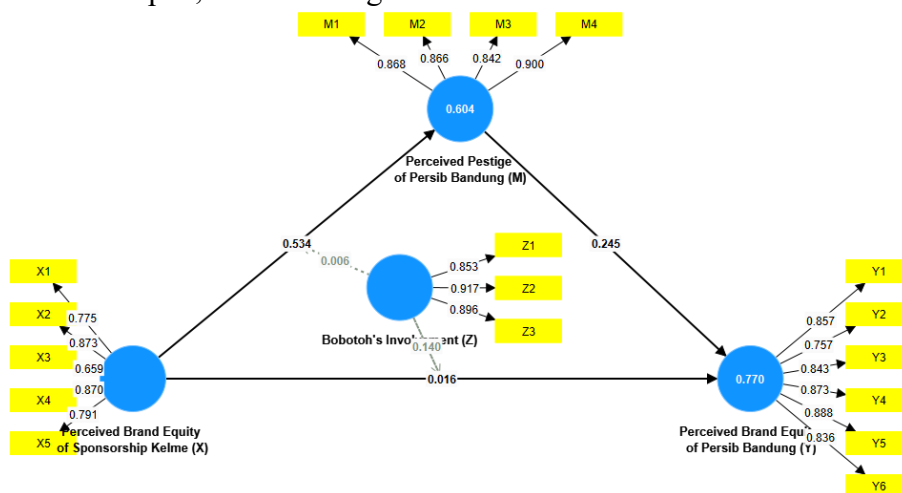 M1
M2
M3
M4
0.868
0.866
0.842
0.900
0.604
Perceived Pestige
of Persib Bandung (M)
0.534
0.245
0.006
Z1
Z2
Z3
0.853
0.917
0.896
Bobotoh's Invo ent (Z)
0.140
0.016
X1
X2
X3
X4
X5
0.775
0.873
0.659
0.870
0.791
Perceived Brand Equity
of Sponsorship Kelme (X)
Y1
Y2
Y3
Y4
Y5
Y6
0.857
0.757
0.843
0.873
0.888
0.836
0.770
Perceived Brand Equi
of Persib Bandung (Y)